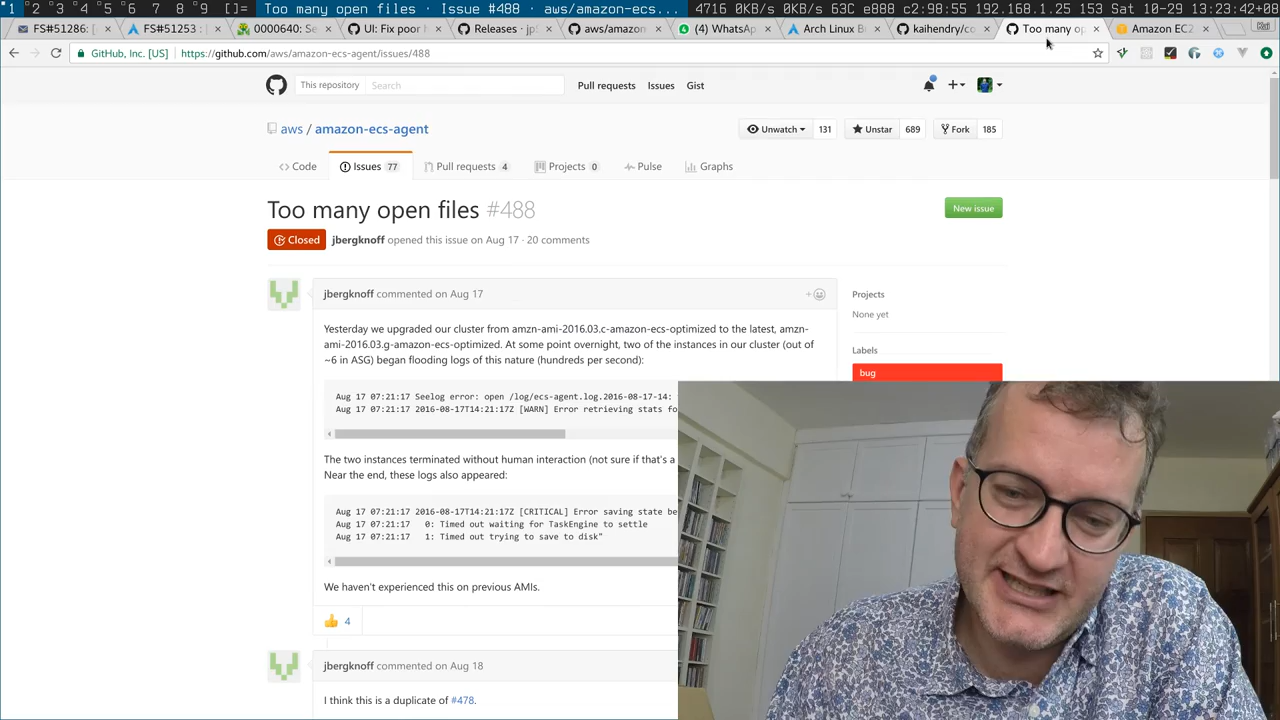 1 2 3 4 5 6 7 8 9 []= Too many open files · Issue #488 · aws/amazon-ecs... 4716 0KB/s 0KB/s 63C e888 c2:98:55 192.168.1.25 153 Sat 10-29 13:23:42+08
FS#51286: [ FS#51253 : 0000640: Se UI: Fix poor Releases - jpS aws/amazon (4) WhatsAp Arch Linux B kaihendry/co Too many op Amazon EC2 Kai
GitHub, Inc. [US] https://github.com/aws/amazon-ecs-agent/issues/488
This repository Search Pull requests Issues Gist
aws / amazon-ecs-agent Unwatch 131 Unstar 689 Fork 185
Code Issues 77 Pull requests 4 Projects 0 Pulse Graphs
Too many open files #488 New issue
Closed jbergknoff opened this issue on Aug 17 · 20 comments
jbergknoff commented on Aug 17
Yesterday we upgraded our cluster from amzn-ami-2016.03.c-amazon-ecs-optimized to the latest, amzn-
ami-2016.03.g-amazon-ecs-optimized. At some point overnight, two of the instances in our cluster (out of
~6 in ASG) began flooding logs of this nature (hundreds per second):
Aug 17 07:21:17 Seelog error: open /log/ecs-agent.log.2016-08-17-14:
Aug 17 07:21:17 2016-08-17T14:21:17Z [WARN] Error retrieving stats fo
The two instances terminated without human interaction (not sure if that's a
Near the end, these logs also appeared:
Aug 17 07:21:17 2016-08-17T14:21:17Z [CRITICAL] Error saving state be
Aug 17 07:21:17 0: Timed out waiting for TaskEngine to settle
Aug 17 07:21:17 1: Timed out trying to save to disk"
We haven't experienced this on previous AMIs.
4
Projects
None yet
Labels
bug
jbergknoff commented on Aug 18
I think this is a duplicate of #478.